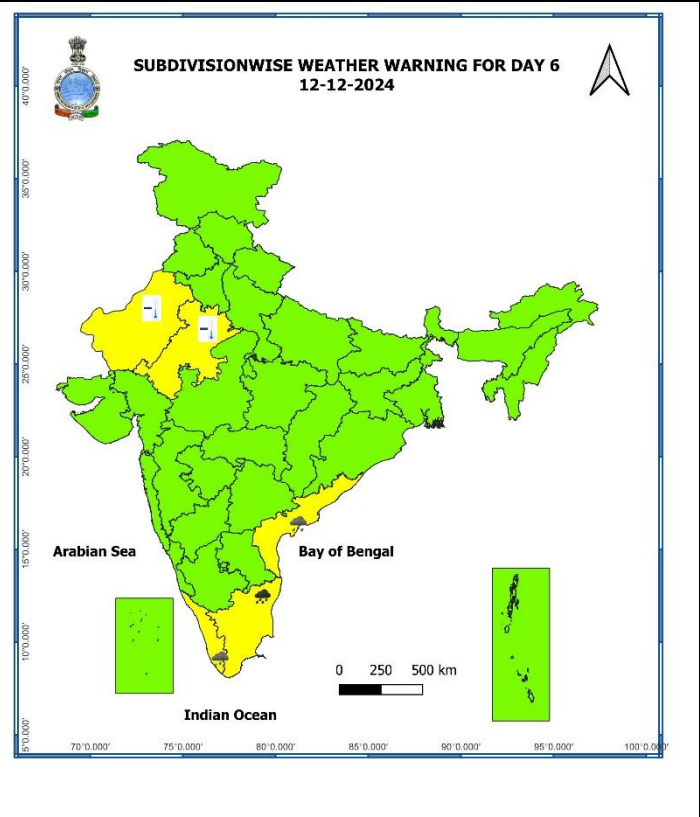 SUBDIVISIONWISE WEATHER WARNING FOR DAY 6
12-12-2024
40°0.000'
35°0.000'
30°0.000'
25°0.000'
20°0.000'
15°0.000'
10°0.000'
5°0.000'
Arabian Sea
Bay of Bengal
0 250 500 km
Indian Ocean
70°0.000' 75°0.000' 80°0.000' 85°0.000' 90°0.000' 95°0.000' 100°0.000'